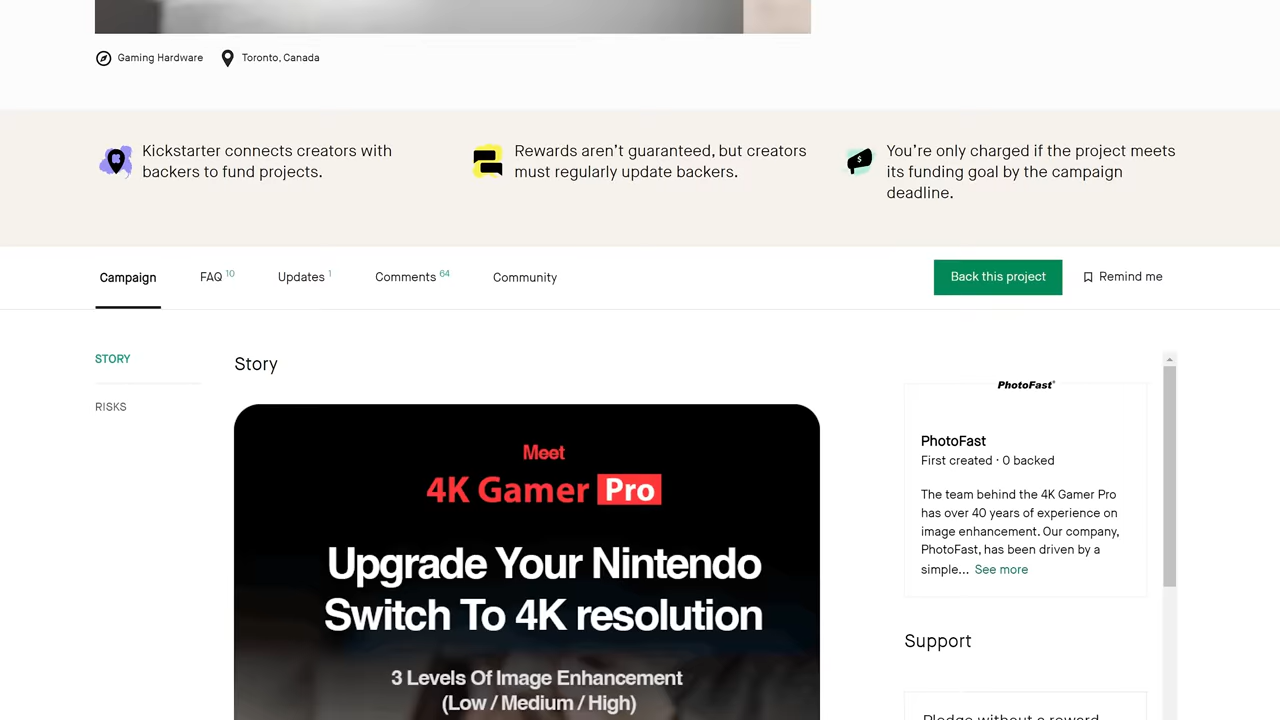 Gaming Hardware
Toronto, Canada
Kickstarter connects creators with
backers to fund projects.
Rewards aren’t guaranteed, but creators
must regularly update backers.
You’re only charged if the project meets
its funding goal by the campaign
deadline.
Campaign
FAQ 10
Updates 1
Comments 64
Community
Back this project
Remind me
STORY
RISKS
Story
Meet
4K Gamer Pro
Upgrade Your Nintendo
Switch To 4K resolution
3 Levels Of Image Enhancement
(Low / Medium / High)
PhotoFast®
PhotoFast
First created · 0 backed
The team behind the 4K Gamer Pro
has over 40 years of experience on
image enhancement. Our company,
PhotoFast, has been driven by a
simple... See more
Support
Pledge without a reward